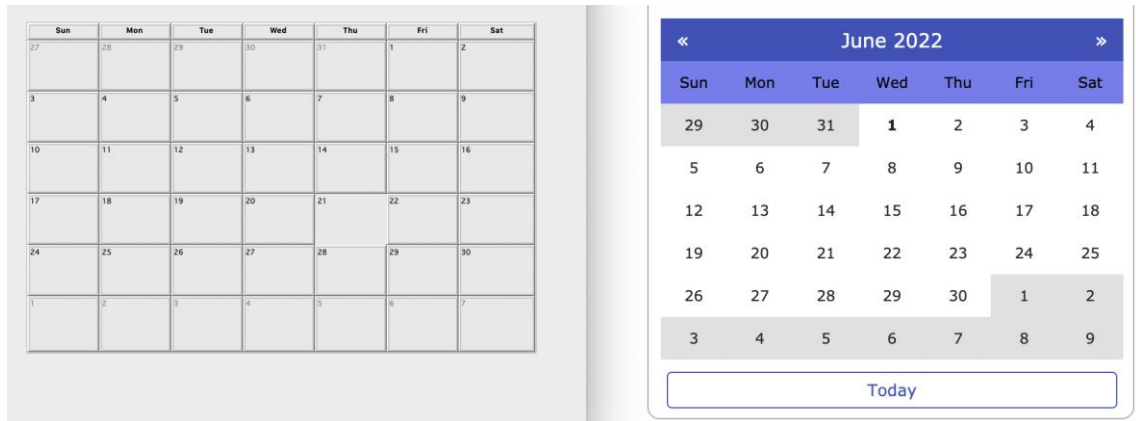 Sun Mon Tue Wed Thu Fri Sat
27 28 29 30 31 1 2
3 4 5 6 7 8 9
10 11 12 13 14 15 16
17 18 19 20 21 22 23
24 25 26 27 28 29 30
1 2 3 4 5 6 7
« June 2022 »
Sun Mon Tue Wed Thu Fri Sat
29 30 31 1 2 3 4
5 6 7 8 9 10 11
12 13 14 15 16 17 18
19 20 21 22 23 24 25
26 27 28 29 30 1 2
3 4 5 6 7 8 9
Today